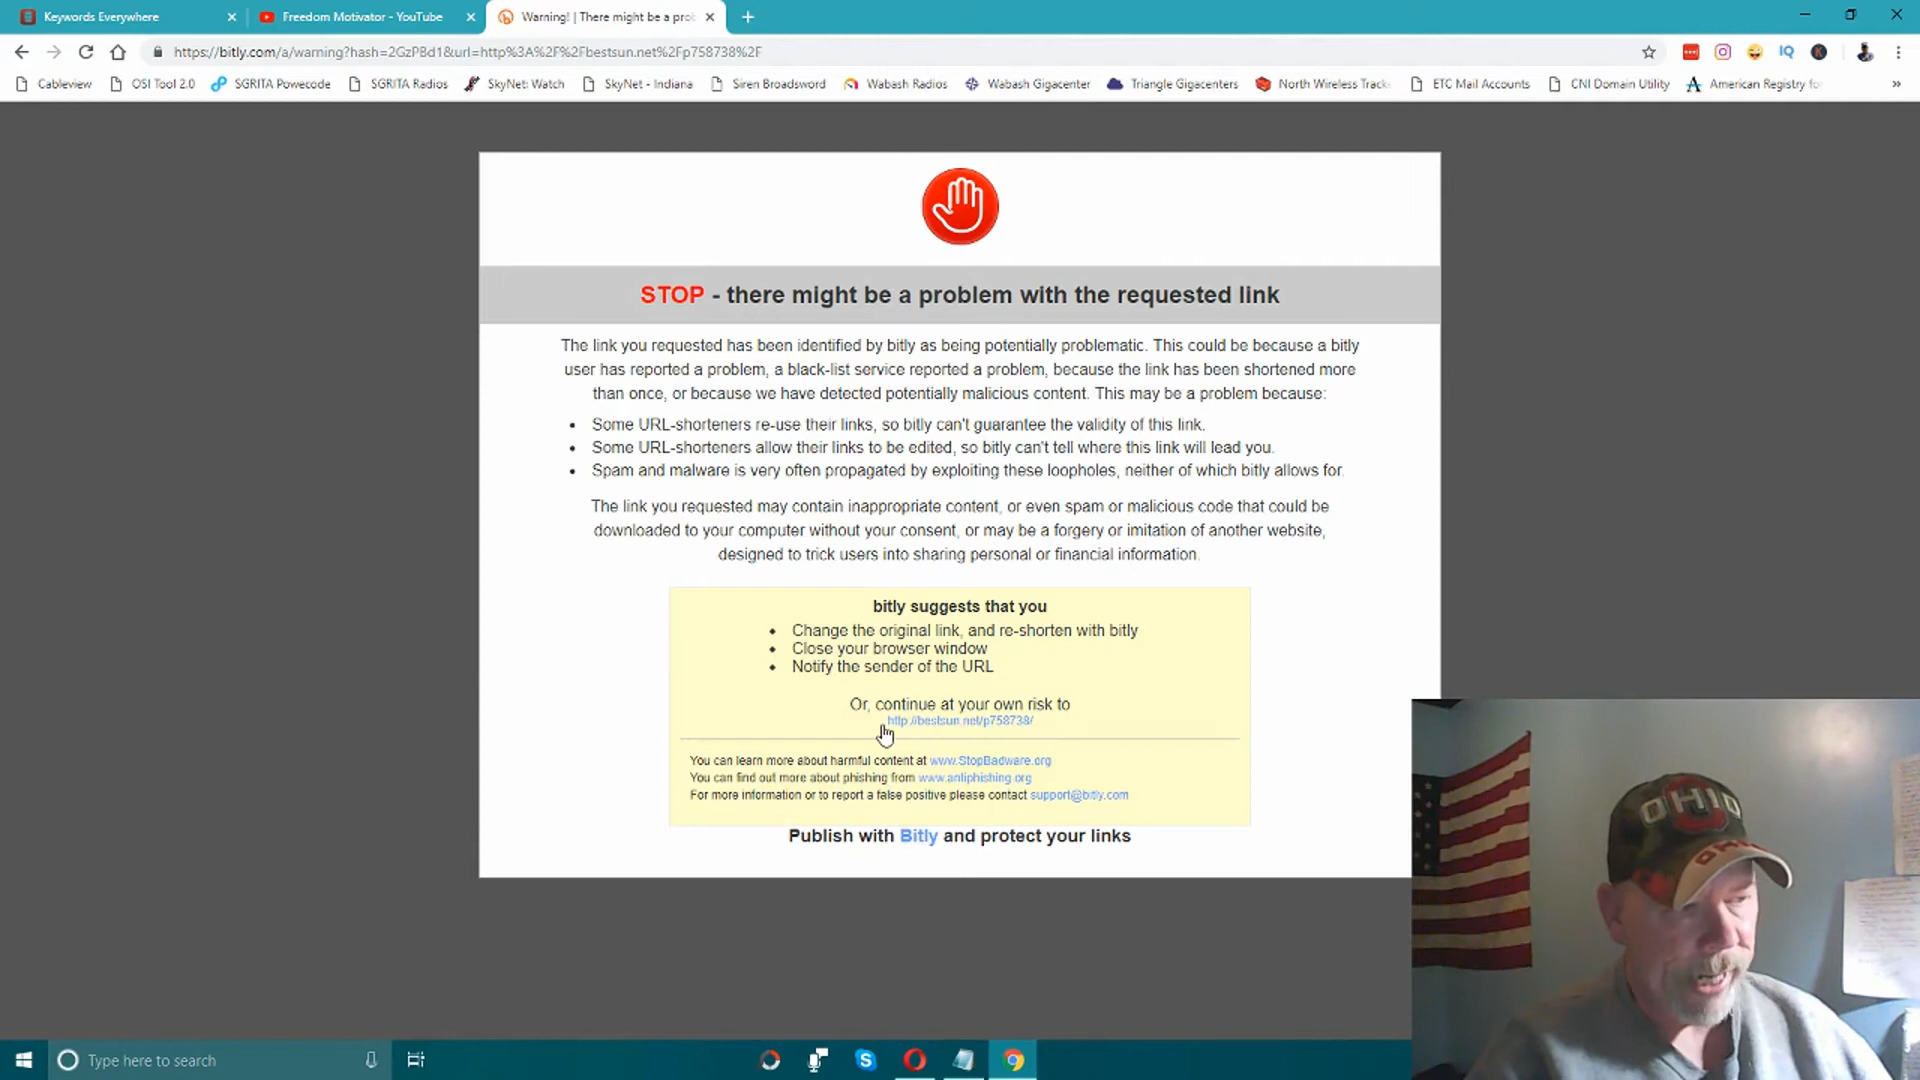 Keywords Everywhere
Freedom Motivator - YouTube
Warning! | There might be a pro
https://bitly.com/a/warning?hash=2GzPBd1&url=http%3A%2F%2Fbestsun.net%2Fp758738%2F
Cableview
OSI Tool 2.0
SGRITA Powecode
SGRITA Radios
SkyNet: Watch
SkyNet - Indiana
Siren Broadsword
Wabash Radios
Wabash Gigacenter
Triangle Gigacenters
North Wireless Track
ETC Mail Accounts
CNI Domain Utility
American Registry fo
STOP - there might be a problem with the requested link
The link you requested has been identified by bitly as being potentially problematic. This could be because a bitly
user has reported a problem, a black-list service reported a problem, because the link has been shortened more
than once, or because we have detected potentially malicious content. This may be a problem because:
• Some URL-shorteners re-use their links, so bitly can't guarantee the validity of this link.
• Some URL-shorteners allow their links to be edited, so bitly can't tell where this link will lead you.
• Spam and malware is very often propagated by exploiting these loopholes, neither of which bitly allows for.
The link you requested may contain inappropriate content, or even spam or malicious code that could be
downloaded to your computer without your consent, or may be a forgery or imitation of another website,
designed to trick users into sharing personal or financial information.
bitly suggests that you
• Change the original link, and re-shorten with bitly
• Close your browser window
• Notify the sender of the URL
Or, continue at your own risk to
http://bestsun.net/p758738/
You can learn more about harmful content at www.StopBadware.org
You can find out more about phishing from www.antiphishing.org
For more information or to report a false positive please contact support@bitly.com
Publish with Bitly and protect your links
OHIO
Type here to search